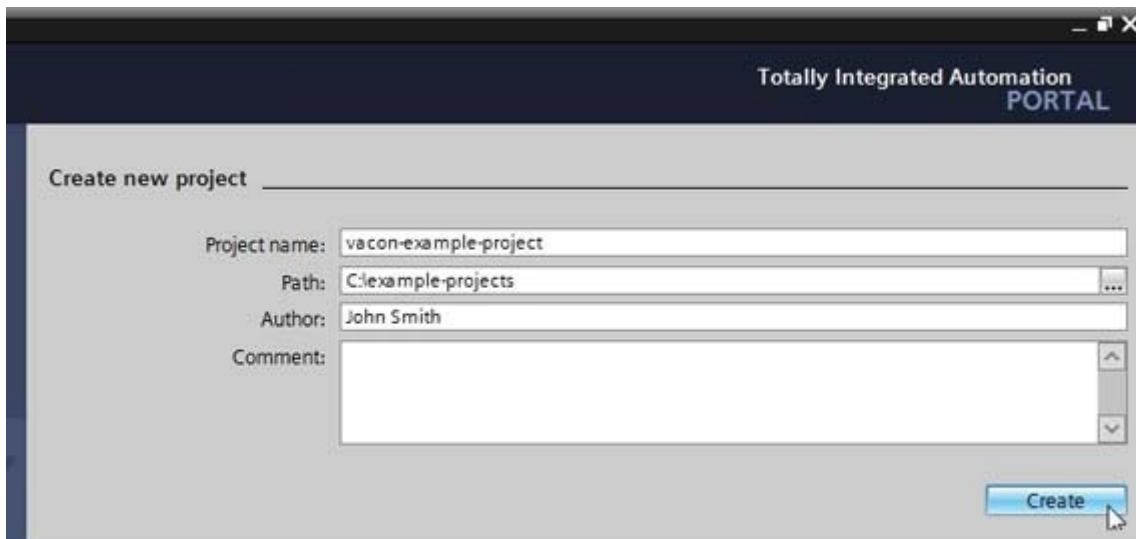 Totally Integrated Automation
PORTAL
Create new project
Project name: vacon-example-project
Path: C:\example-projects
...
Author: John Smith
Comment:
Create